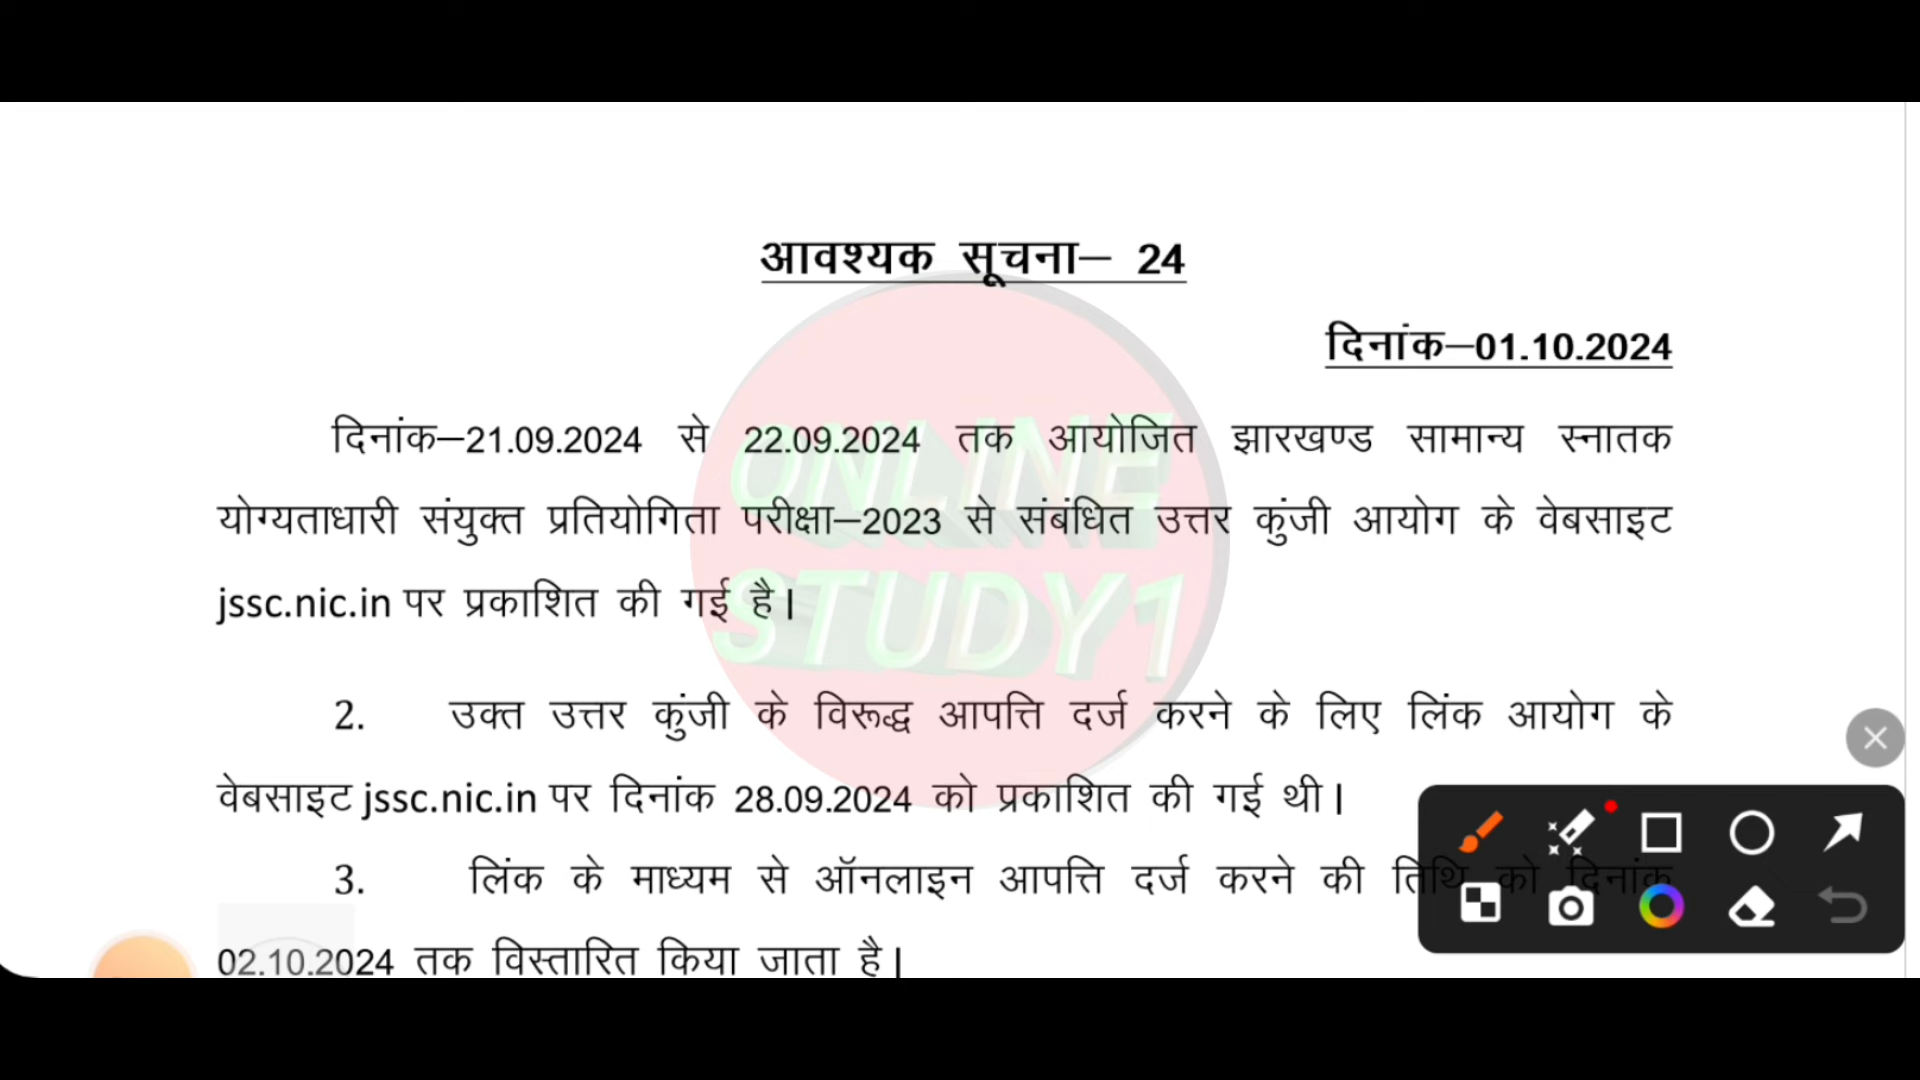 आवश्यक सूचना– 24
दिनांक–01.10.2024
दिनांक–21.09.2024 से 22.09.2024 तक आयोजित झारखण्ड सामान्य स्नातक
योग्यताधारी संयुक्त प्रतियोगिता परीक्षा–2023 से संबंधित उत्तर कुंजी आयोग के वेबसाइट
jssc.nic.in पर प्रकाशित की गई है।
ONLINE
STUDY1
2. उक्त उत्तर कुंजी के विरूद्ध आपत्ति दर्ज करने के लिए लिंक आयोग के
वेबसाइट jssc.nic.in पर दिनांक 28.09.2024 को प्रकाशित की गई थी।
3. लिंक के माध्यम से ऑनलाइन आपत्ति दर्ज करने की तिथि को दिनांक
02.10.2024 तक विस्तारित किया जाता है।